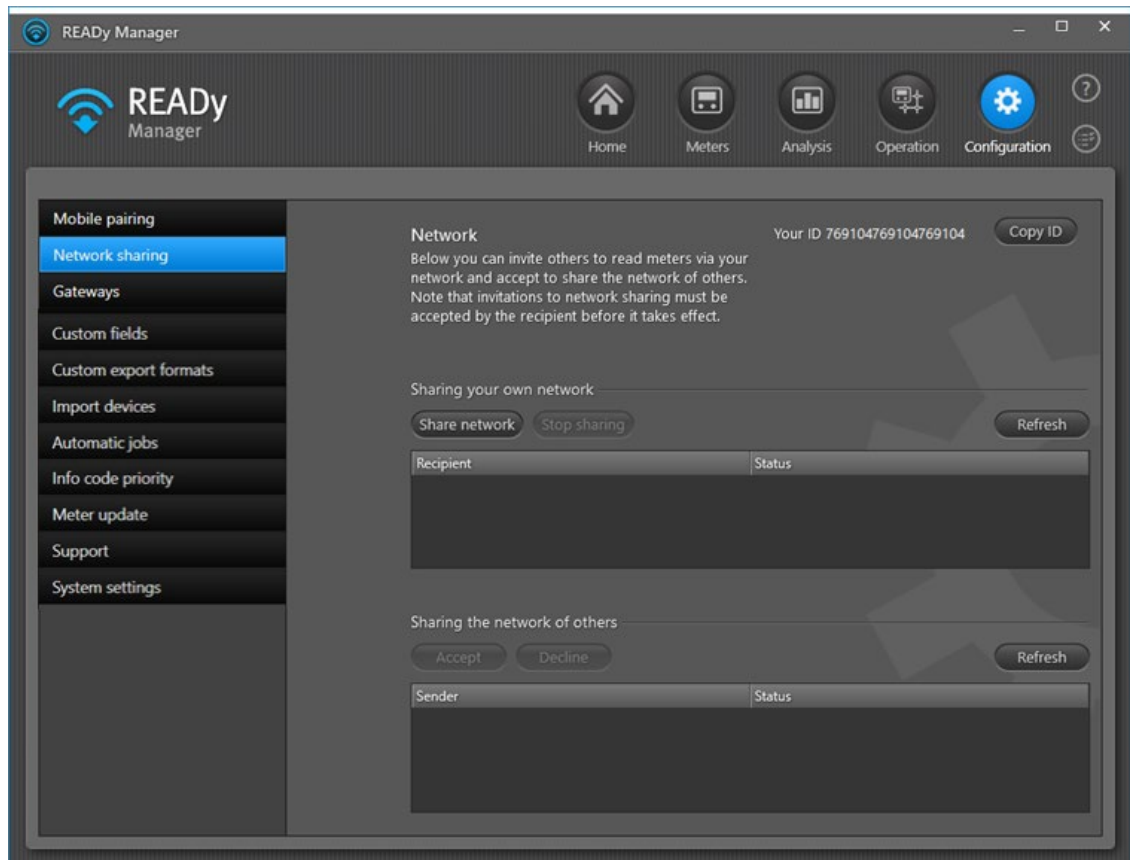 READy Manager
READy
Manager
Home
Meters
Analysis
Operation
Configuration
?
Mobile pairing
Network sharing
Gateways
Custom fields
Custom export formats
Import devices
Automatic jobs
Info code priority
Meter update
Support
System settings
Network
Your ID 769104769104769104
Copy ID
Below you can invite others to read meters via your
network and accept to share the network of others.
Note that invitations to network sharing must be
accepted by the recipient before it takes effect.
Sharing your own network
Share network
Stop sharing
Refresh
Recipient
Status
Sharing the network of others
Accept
Decline
Refresh
Sender
Status